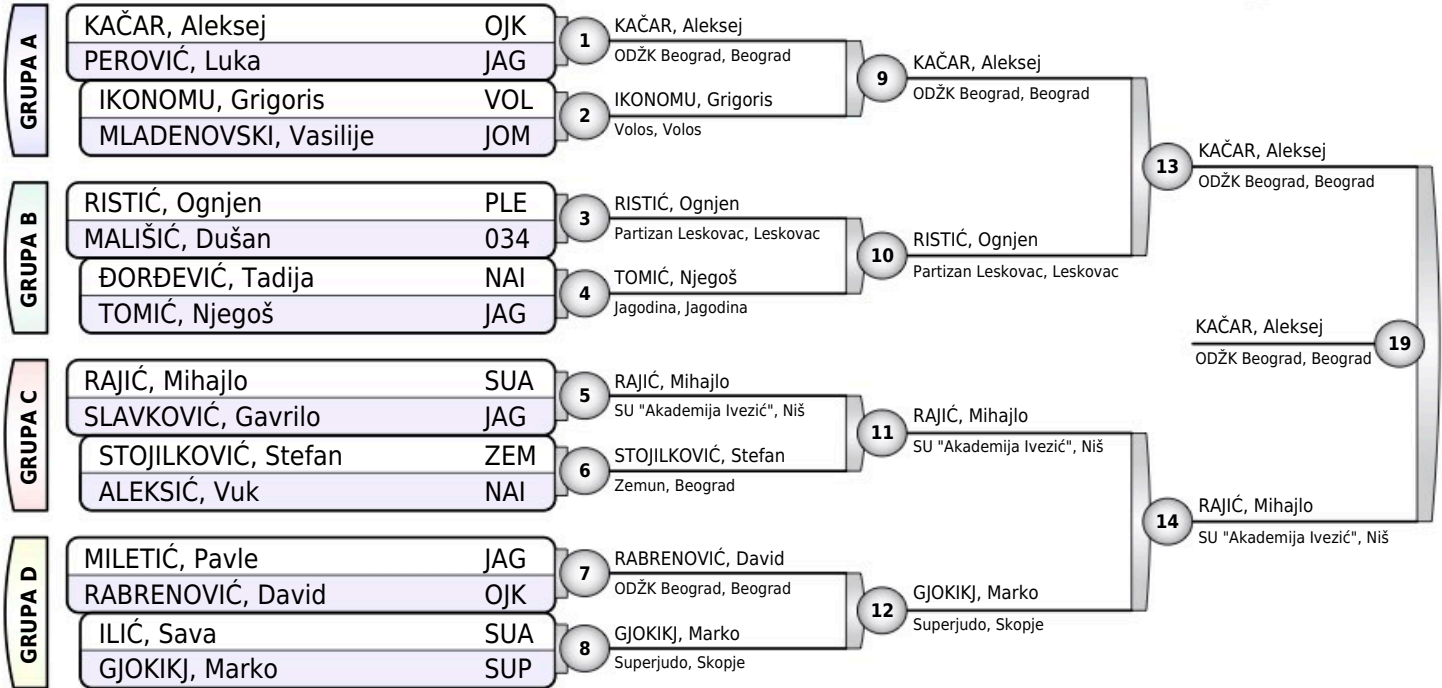 GRUPA A
KAČAR, Aleksej OJK
PEROVIĆ, Luka JAG
IKONOMU, Grigoris VOL
MLADENOVSKI, Vasilije JOM
GRUPA B
RISTIĆ, Ognjen PLE
MALIŠIĆ, Dušan 034
ĐORĐEVIĆ, Tadija NAI
TOMIĆ, Njegoš JAG
GRUPA C
RAJIĆ, Mihajlo SUA
SLAVKOVIĆ, Gavrilo JAG
STOJILKOVIĆ, Stefan ZEM
ALEKSIĆ, Vuk NAI
GRUPA D
MILETIĆ, Pavle JAG
RABRENOVIĆ, David OJK
ILIĆ, Sava SUA
GJOKIKJ, Marko SUP
1
KAČAR, Aleksej
ODŽK Beograd, Beograd
2
IKONOMU, Grigoris
Volos, Volos
3
RISTIĆ, Ognjen
Partizan Leskovac, Leskovac
4
TOMIĆ, Njegoš
Jagodina, Jagodina
5
RAJIĆ, Mihajlo
SU "Akademija Ivezić", Niš
6
STOJILKOVIĆ, Stefan
Zemun, Beograd
7
RABRENOVIĆ, David
ODŽK Beograd, Beograd
8
GJOKIKJ, Marko
Superjudo, Skopje
9
KAČAR, Aleksej
ODŽK Beograd, Beograd
10
RISTIĆ, Ognjen
Partizan Leskovac, Leskovac
11
RAJIĆ, Mihajlo
SU "Akademija Ivezić", Niš
12
GJOKIKJ, Marko
Superjudo, Skopje
13
KAČAR, Aleksej
ODŽK Beograd, Beograd
14
RAJIĆ, Mihajlo
SU "Akademija Ivezić", Niš
KAČAR, Aleksej
ODŽK Beograd, Beograd
19